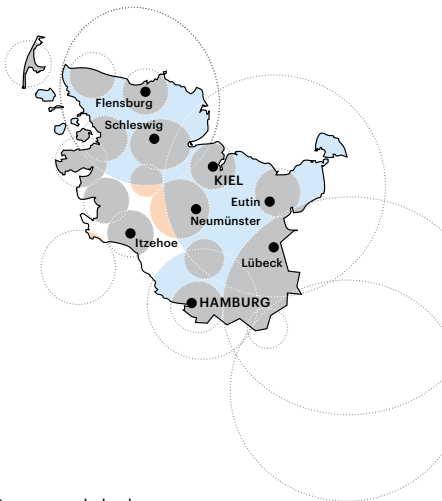 Flensburg
Schleswig
KIEL
Eutin
Neumünster
Itzehoe
Lübeck
HAMBURG